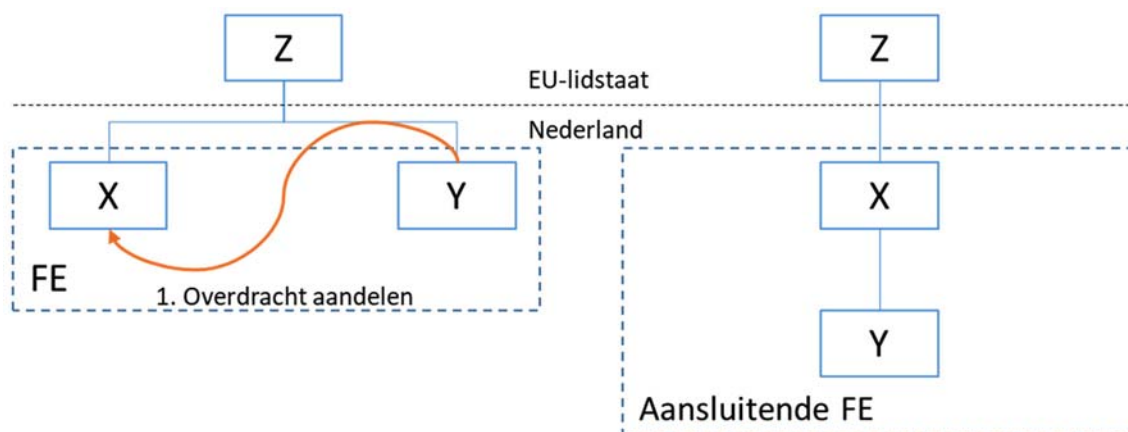 Z
Z
EU-lidstaat
Nederland
X
Y
X
FE
1. Overdracht aandelen
Y
Aansluitende FE